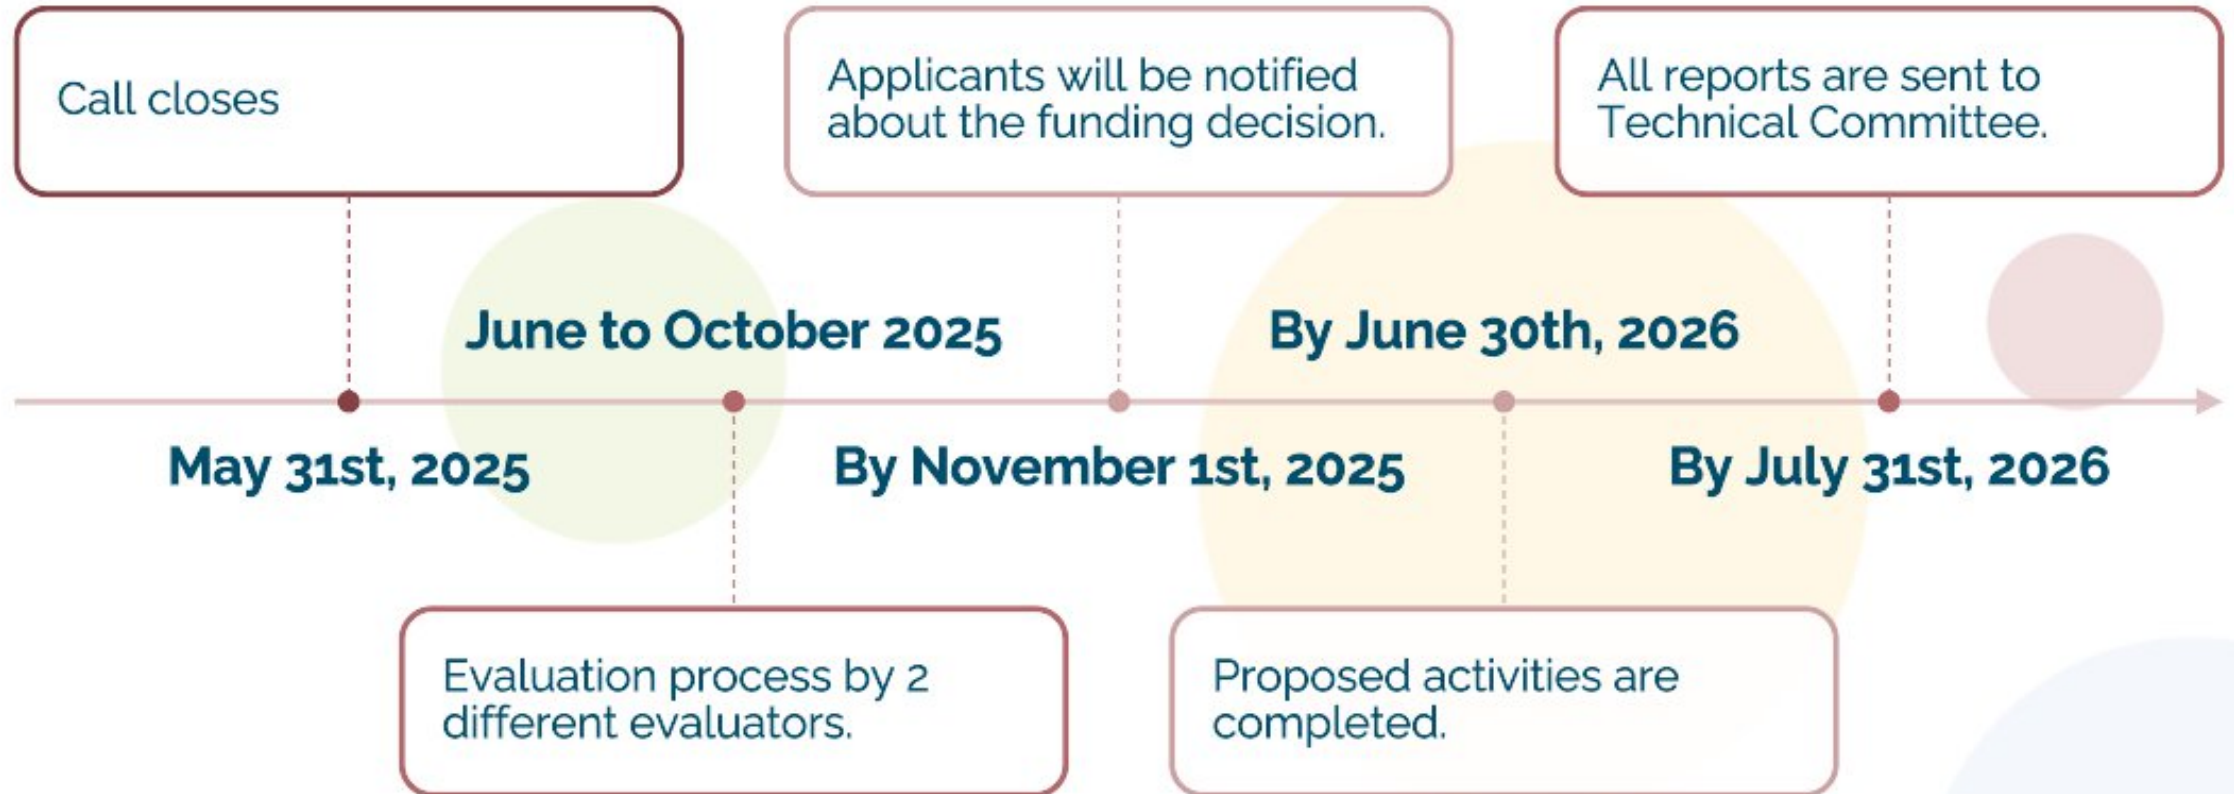 Call closes
Applicants will be notified
about the funding decision.
All reports are sent to
Technical Committee.
June to October 2025
By June 30th, 2026
May 31st, 2025
By November 1st, 2025
By July 31st, 2026
Evaluation process by 2
different evaluators.
Proposed activities are
completed.